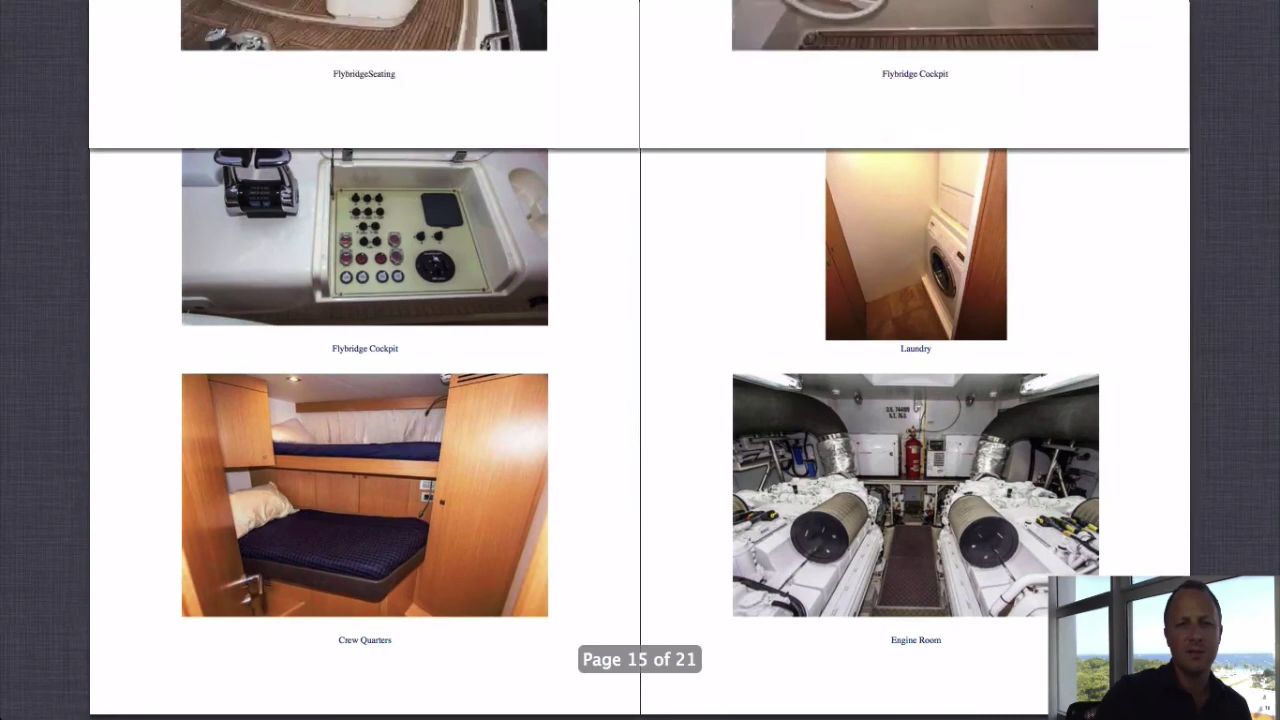 FlybridgeSeating
Flybridge Cockpit
Flybridge Cockpit
Laundry
Crew Quarters
Engine Room
Page 15 of 21